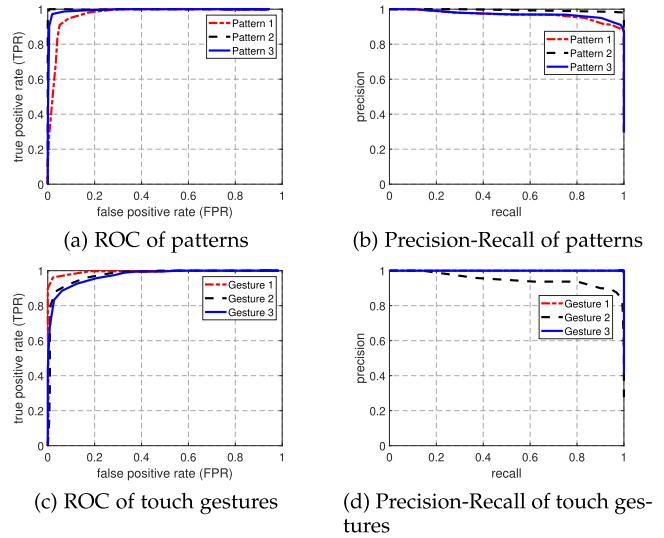 1
0.8
0.6
0.4
0.2
0
0 0.2 0.4 0.6 0.8 1
true positive rate (TPR)
false positive rate (FPR)
Pattern 1
Pattern 2
Pattern 3
(a) ROC of patterns
1
0.8
0.6
0.4
0.2
0
0 0.2 0.4 0.6 0.8 1
precision
recall
Pattern 1
Pattern 2
Pattern 3
(b) Precision-Recall of patterns
1
0.8
0.6
0.4
0.2
0
0 0.2 0.4 0.6 0.8 1
true positive rate (TPR)
false positive rate (FPR)
Gesture 1
Gesture 2
Gesture 3
(c) ROC of touch gestures
1
0.8
0.6
0.4
0.2
0
0 0.2 0.4 0.6 0.8 1
precision
recall
Gesture 1
Gesture 2
Gesture 3
(d) Precision-Recall of touch ges-
tures